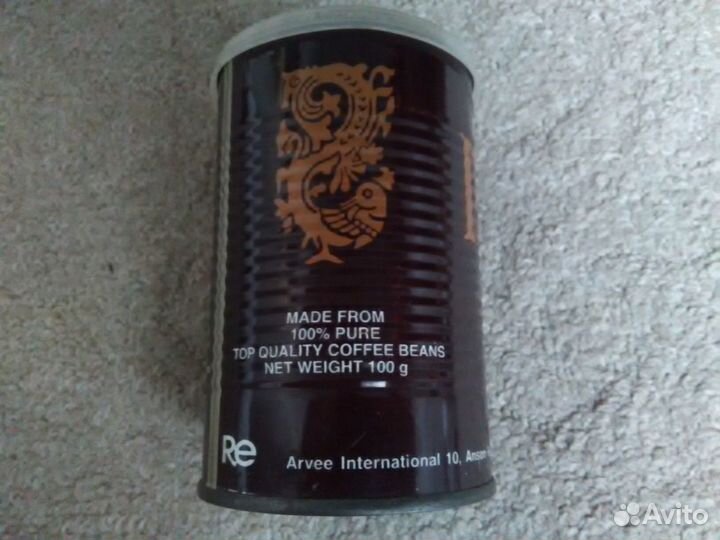 MADE FROM
100% PURE
TOP QUALITY COFFEE BEANS
NET WEIGHT 100 g
Re Arvee International 10, Anson
Avito